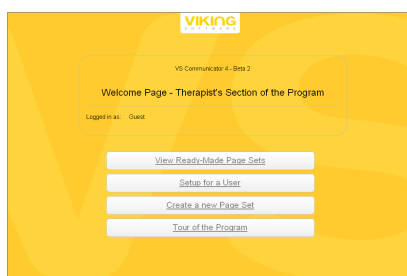 VIKING
SOFTWARE
VS Communicator 4 - Beta 2
Welcome Page - Therapist's Section of the Program
Logged in as: Guest
View Ready-Made Page Sets
Setup for a User
Create a new Page Set
Tour of the Program